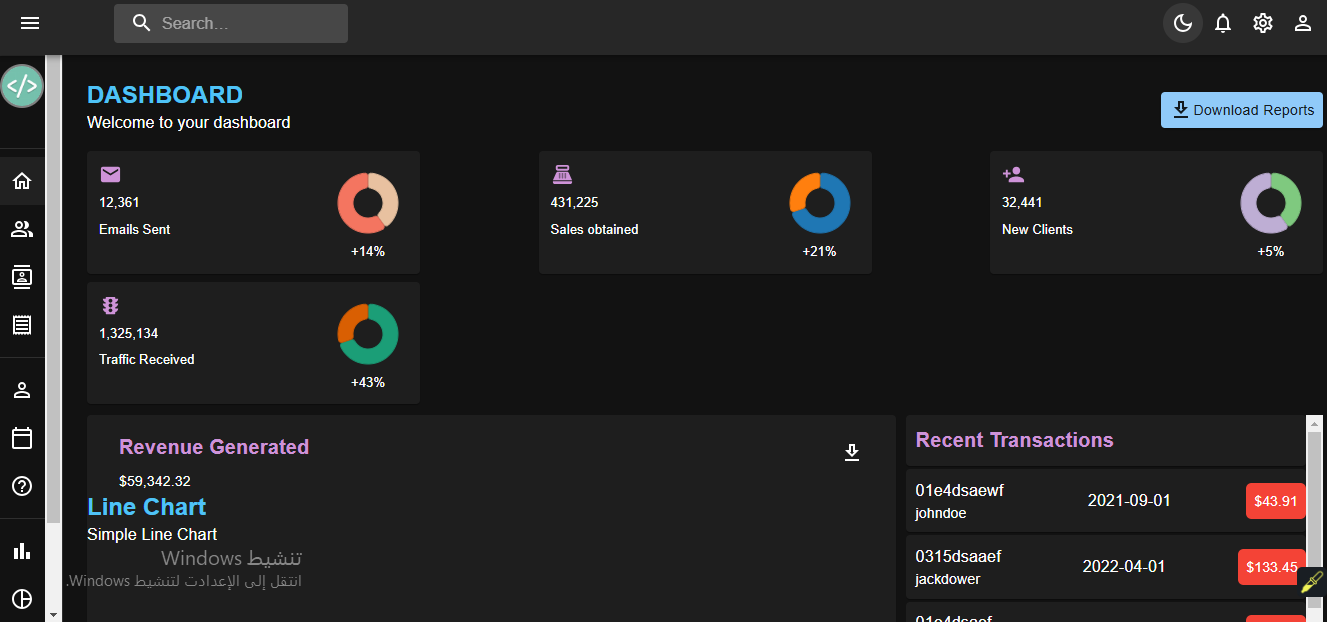 Search...
DASHBOARD
Welcome to your dashboard
Download Reports
12,361
Emails Sent
+14%
431,225
Sales obtained
+21%
32,441
New Clients
+5%
1,325,134
Traffic Received
+43%
Revenue Generated
$59,342.32
Line Chart
Simple Line Chart
تنشيط Windows
انتقل إلى الإعدادت لتنشيط Windows.
Recent Transactions
01e4dsaewf
johndoe
2021-09-01
$43.91
0315dsaaef
jackdower
2022-04-01
$133.45